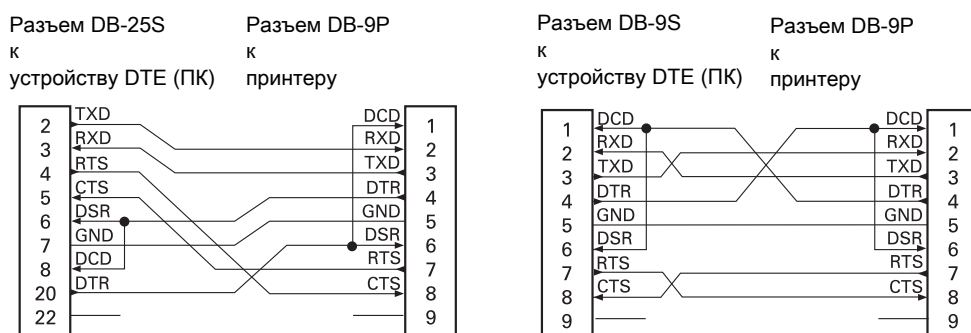 Разъем DB-25S
к
устройству DTE (ПК)
Разъем DB-9P
к
принтеру
2 TXD DCD 1
3 RXD RXD 2
4 RTS TXD 3
5 CTS DTR 4
6 DSR GND 5
7 GND DSR 6
8 DCD RTS 7
20 DTR CTS 8
22 9
Разъем DB-9S
к
устройству DTE (ПК)
Разъем DB-9P
к
принтеру
1 DCD DCD 1
2 RXD RXD 2
3 TXD TXD 3
4 DTR DTR 4
5 GND GND 5
6 DSR DSR 6
7 RTS RTS 7
8 CTS CTS 8
9 9